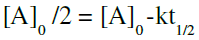 [A]₀ /2 = [A]₀-kt₁/₂